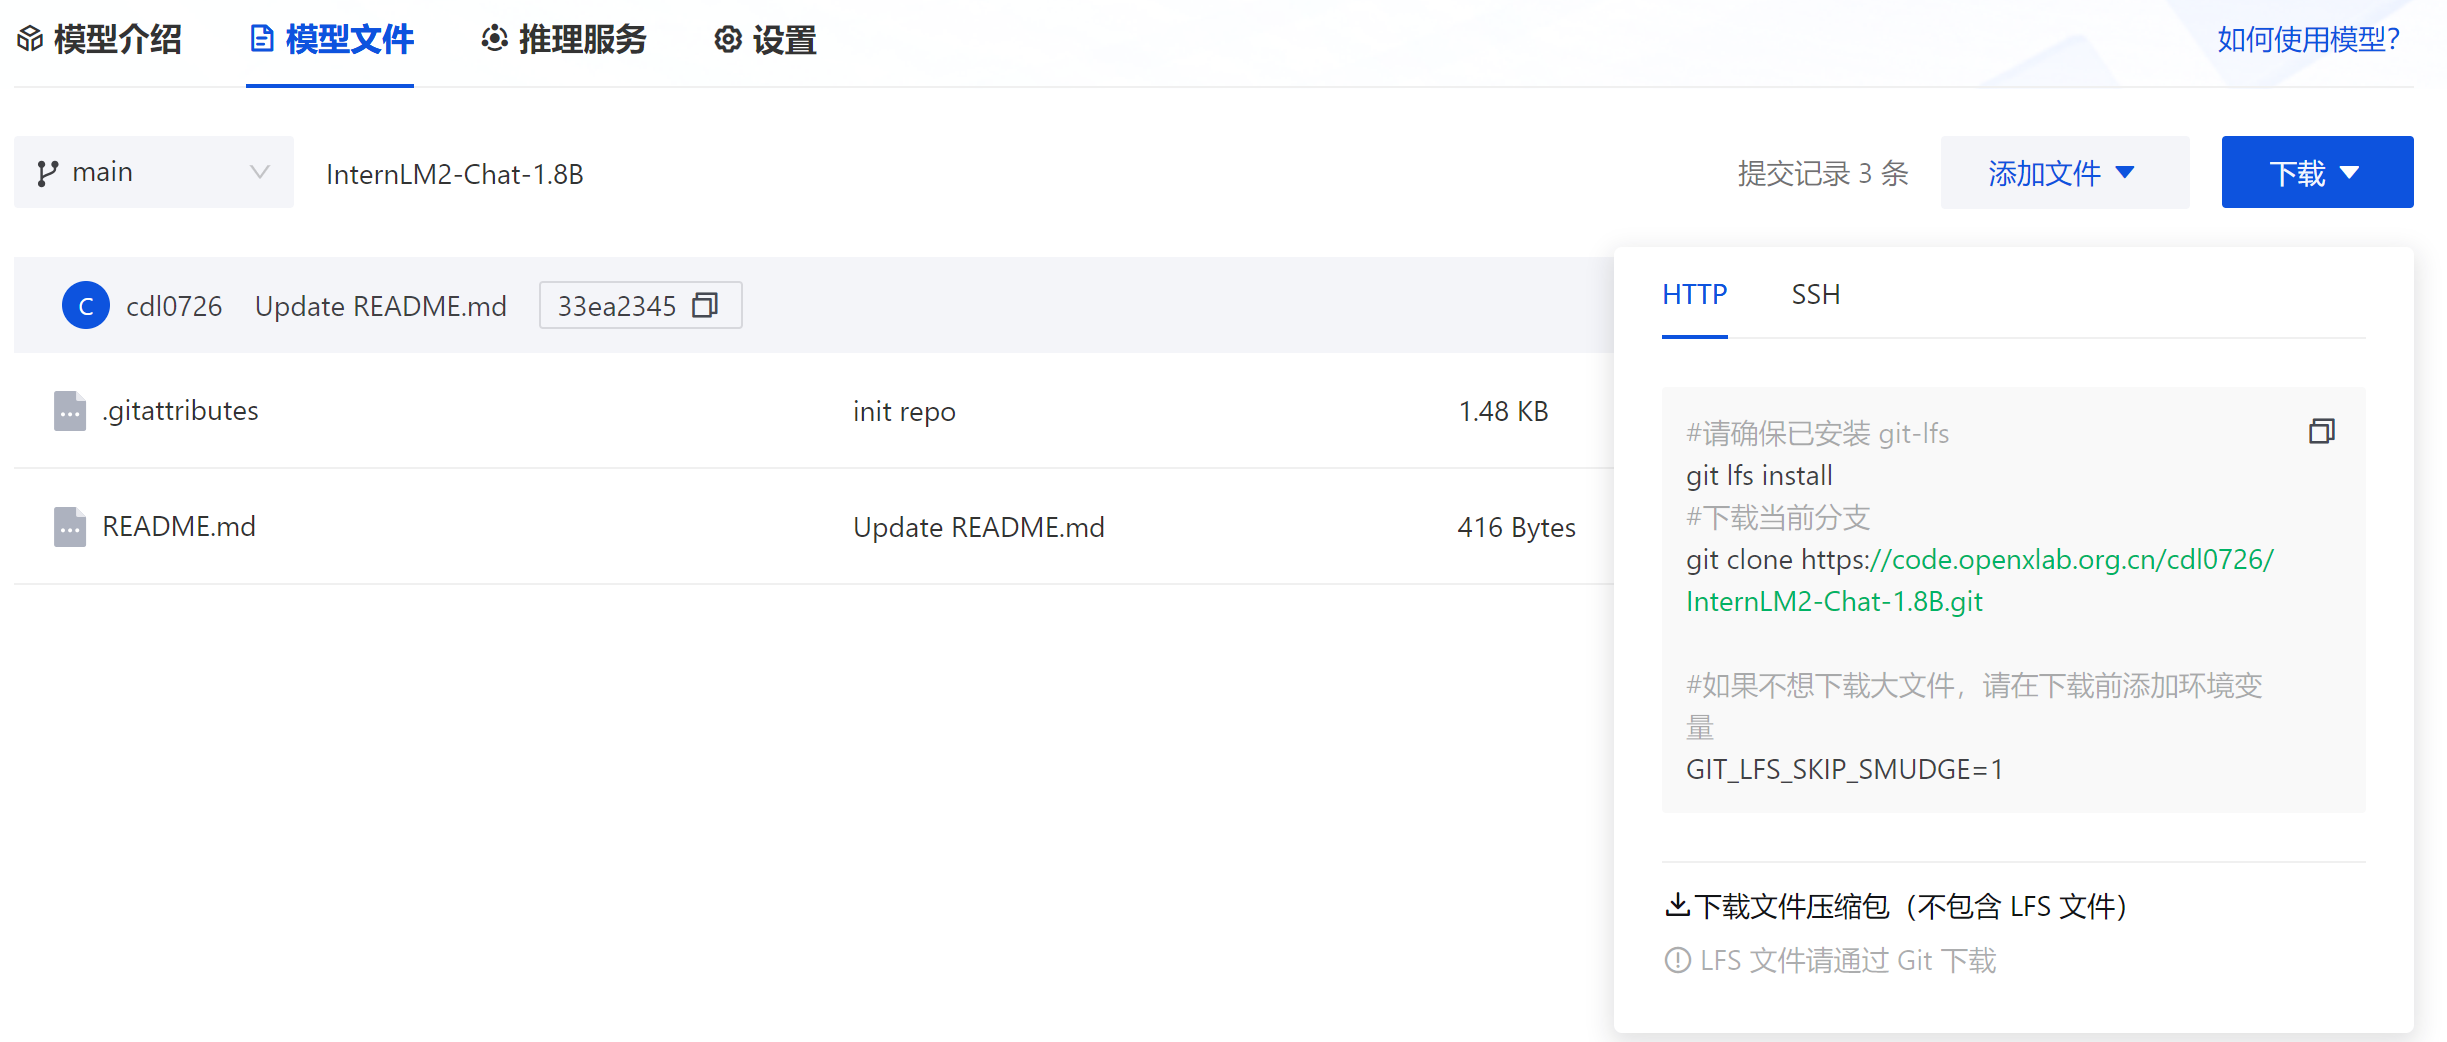 模型介绍 模型文件 推理服务 设置 如何使用模型?
main InternLM2-Chat-1.8B 提交记录 3 条 添加文件 下载
C cdl0726 Update README.md 33ea2345
.gitattributes init repo 1.48 KB
README.md Update README.md 416 Bytes
HTTP SSH
#请确保已安装 git-lfs
git lfs install
#下载当前分支
git clone https://code.openxlab.org.cn/cdl0726/
InternLM2-Chat-1.8B.git
#如果不想下载大文件，请在下载前添加环境变
量
GIT_LFS_SKIP_SMUDGE=1
下载文件压缩包（不包含 LFS 文件）
LFS 文件请通过 Git 下载